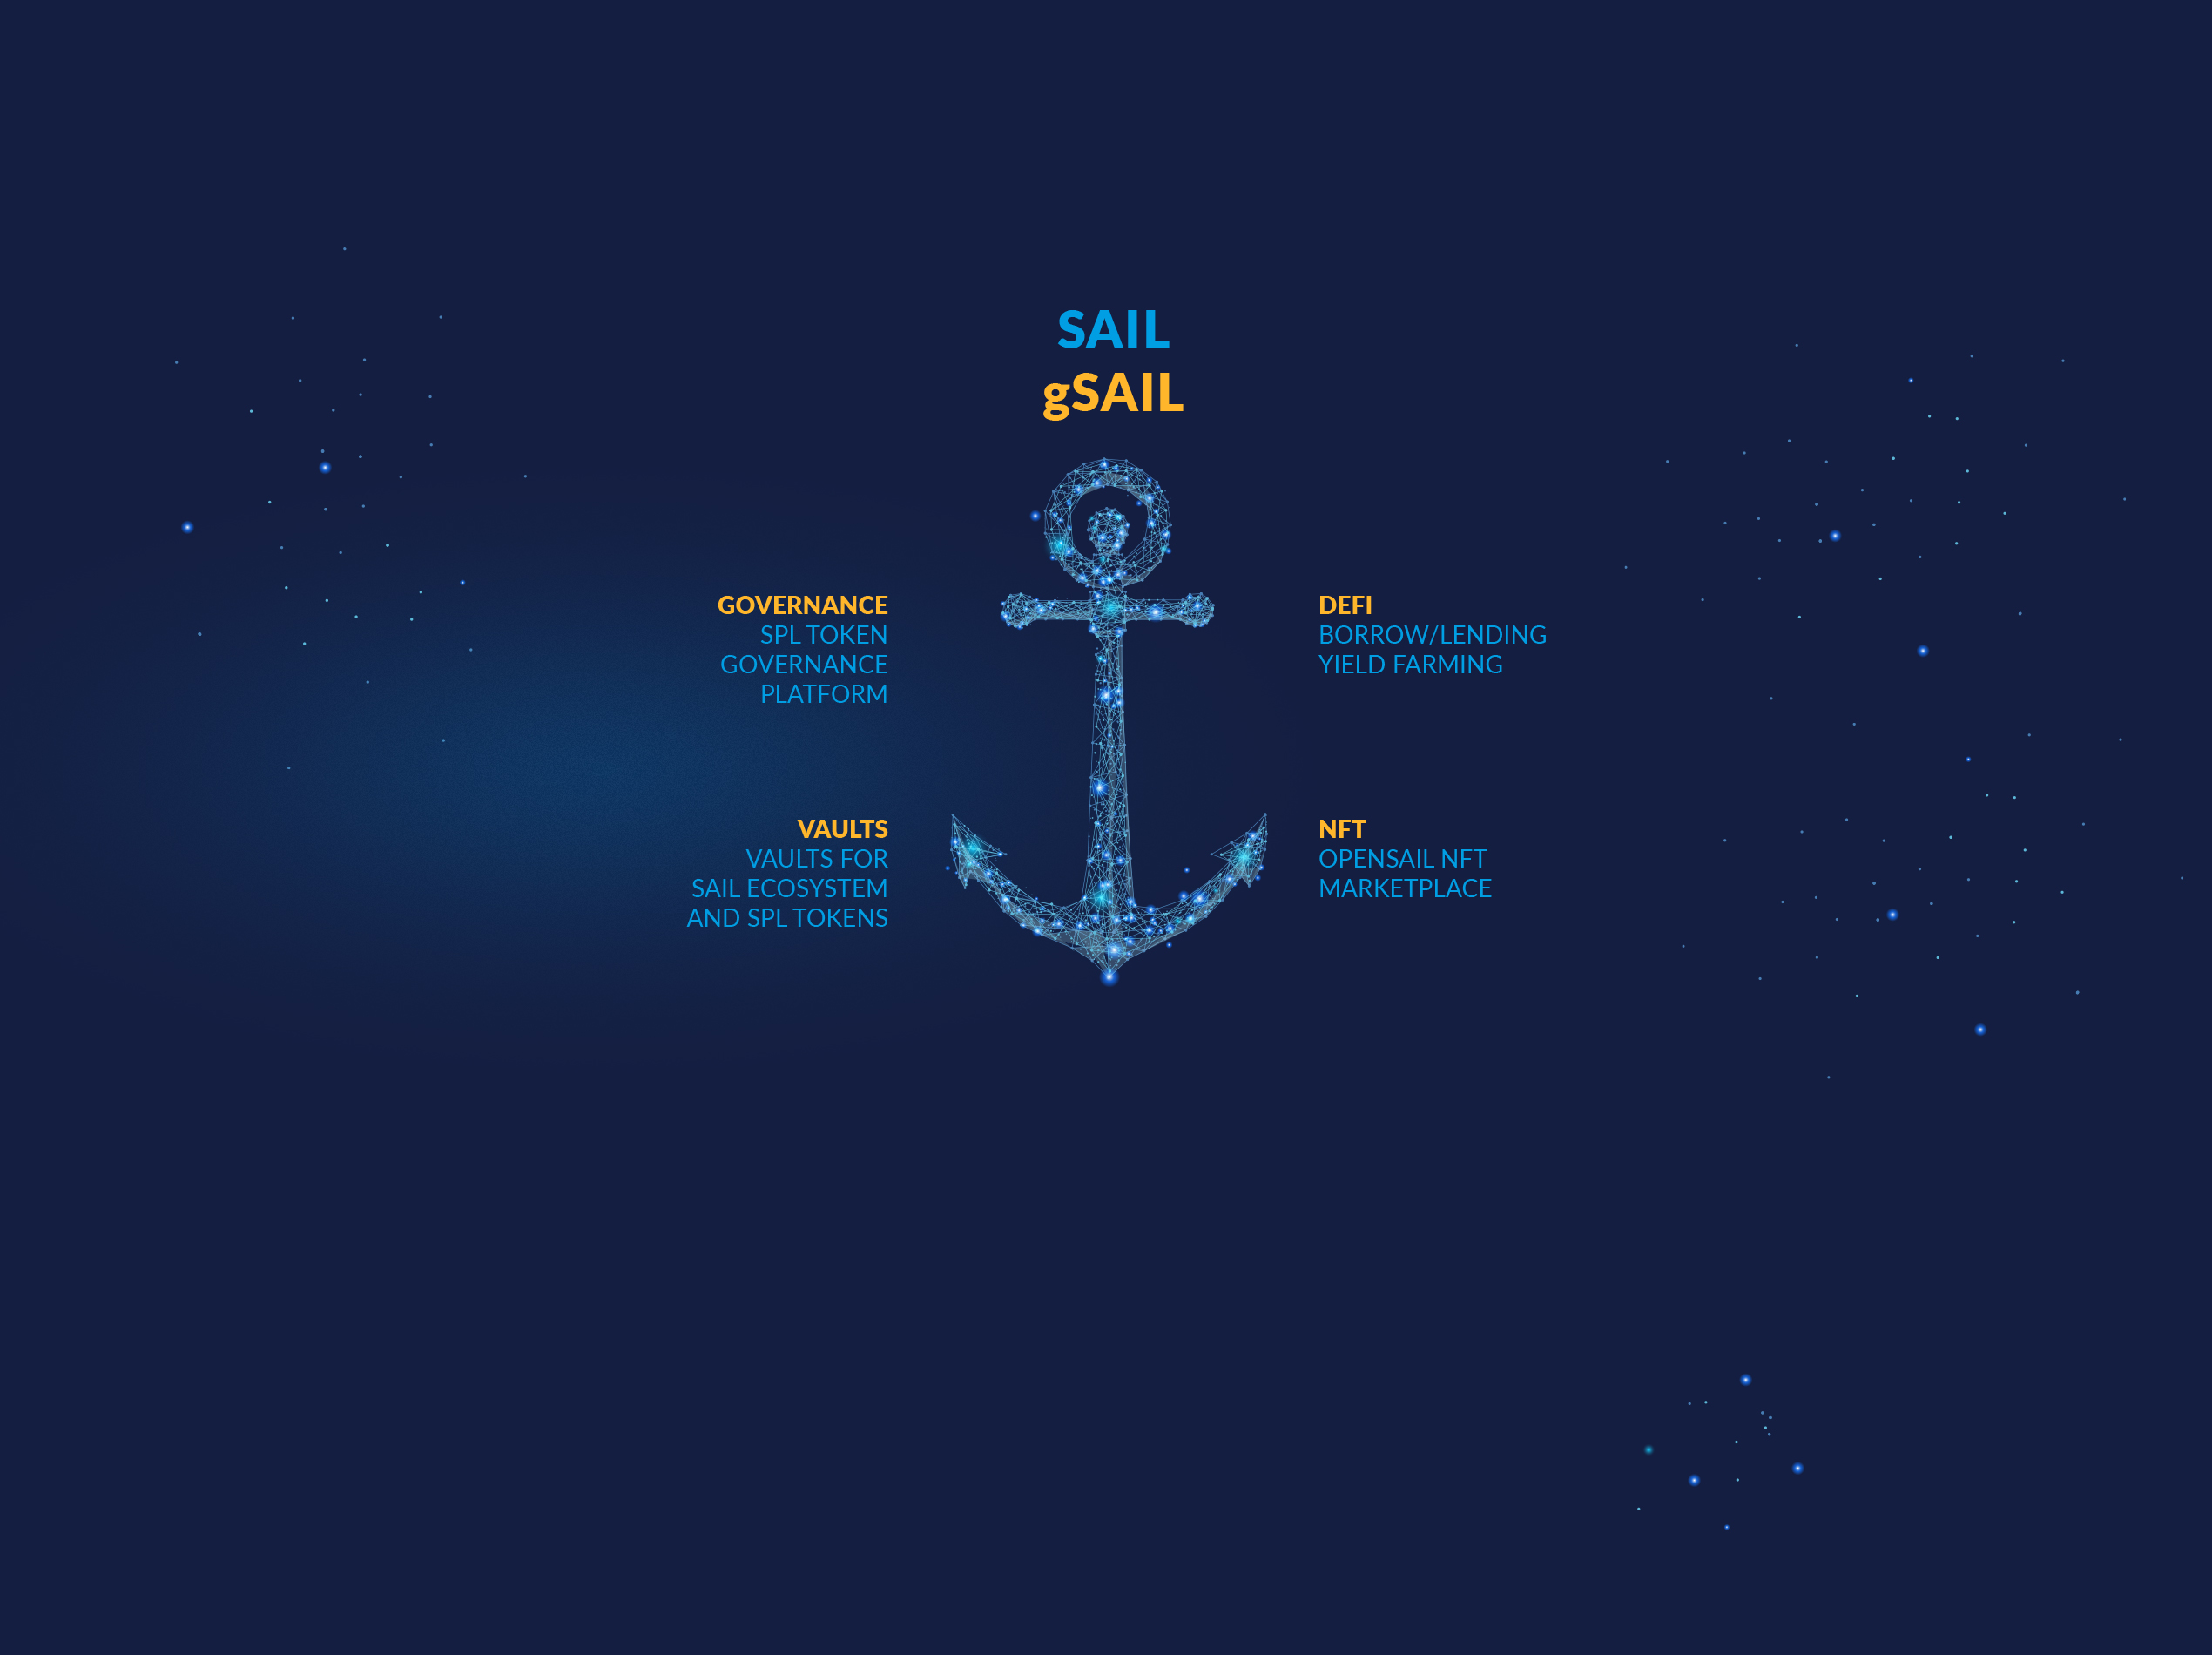 SAIL
gSAIL
GOVERNANCE
SPL TOKEN
GOVERNANCE
PLATFORM
DEFI
BORROW/LENDING
YIELD FARMING
VAULTS
VAULTS FOR
SAIL ECOSYSTEM
AND SPL TOKENS
NFT
OPENSAIL NFT
MARKETPLACE